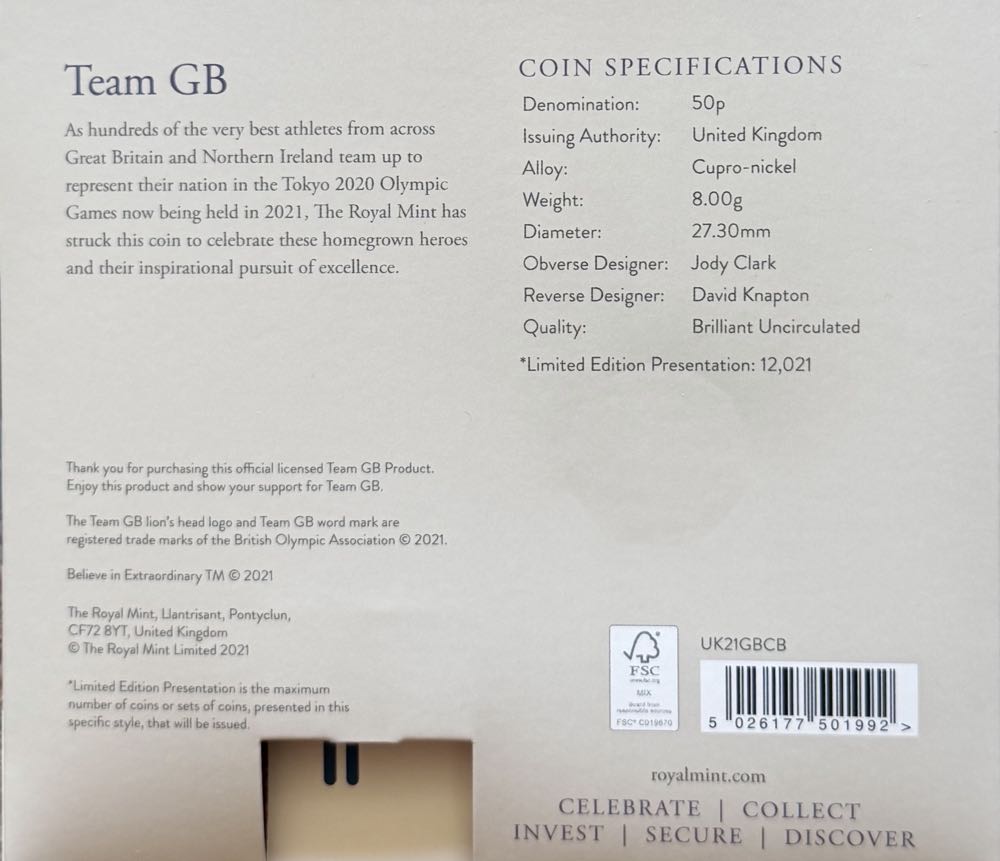 Team GB
As hundreds of the very best athletes from across
Great Britain and Northern Ireland team up to
represent their nation in the Tokyo 2020 Olympic
Games now being held in 2021, The Royal Mint has
struck this coin to celebrate these homegrown heroes
and their inspirational pursuit of excellence.
COIN SPECIFICATIONS
Denomination: 50p
Issuing Authority: United Kingdom
Alloy: Cupro-nickel
Weight: 8.00g
Diameter: 27.30mm
Obverse Designer: Jody Clark
Reverse Designer: David Knapton
Quality: Brilliant Uncirculated
*Limited Edition Presentation: 12,021
Thank you for purchasing this official licensed Team GB Product.
Enjoy this product and show your support for Team GB.
The Team GB lion's head logo and Team GB word mark are
registered trade marks of the British Olympic Association © 2021.
Believe in Extraordinary TM © 2021
The Royal Mint, Llantrisant, Pontyclun,
CF72 8YT, United Kingdom
© The Royal Mint Limited 2021
*Limited Edition Presentation is the maximum
number of coins or sets of coins, presented in this
specific style, that will be issued.
FSC
www.fsc.org
MIX
Board from
responsible sources
FSC® C019670
UK21GBCB
5 026177 501992 >
royalmint.com
CELEBRATE | COLLECT
INVEST | SECURE | DISCOVER